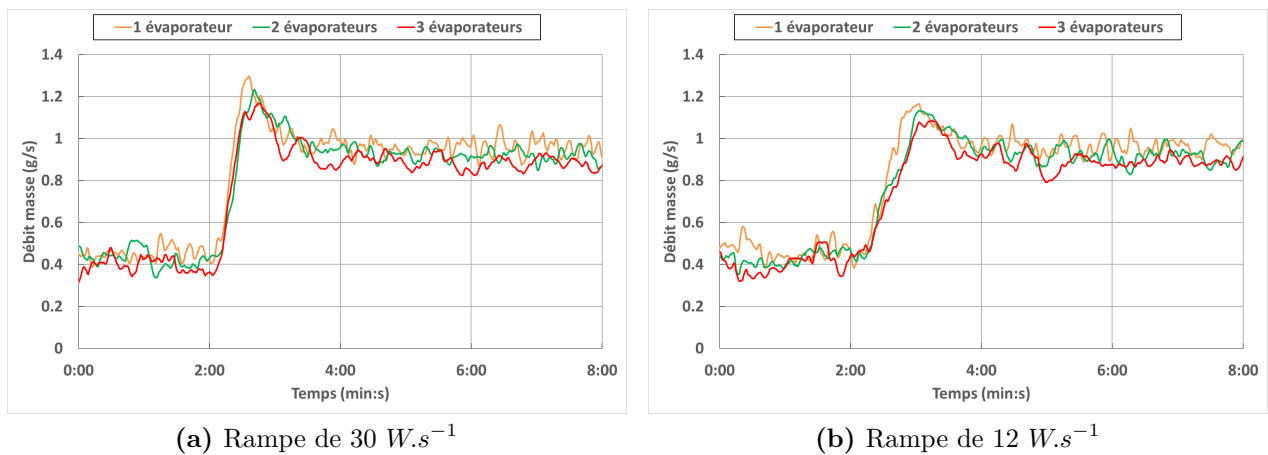 1 évaporateur 2 évaporateurs 3 évaporateurs
1.4
1.2
1
0.8
0.6
0.4
0.2
0
Débit masse (g/s)
0:00 2:00 4:00 6:00 8:00
Temps (min:s)
(a) Rampe de 30 W.s⁻¹
1 évaporateur 2 évaporateurs 3 évaporateurs
1.4
1.2
1
0.8
0.6
0.4
0.2
0
Débit masse (g/s)
0:00 2:00 4:00 6:00 8:00
Temps (min:s)
(b) Rampe de 12 W.s⁻¹